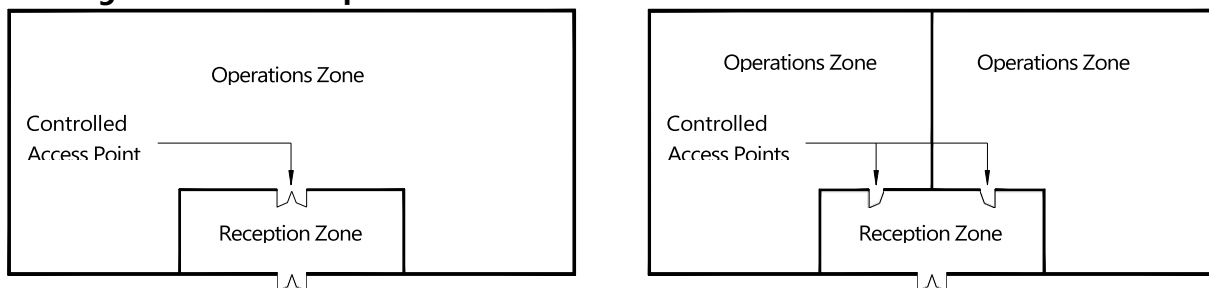 Operations Zone
Controlled
Access Point
Reception Zone
Operations Zone
Operations Zone
Controlled
Access Points
Reception Zone